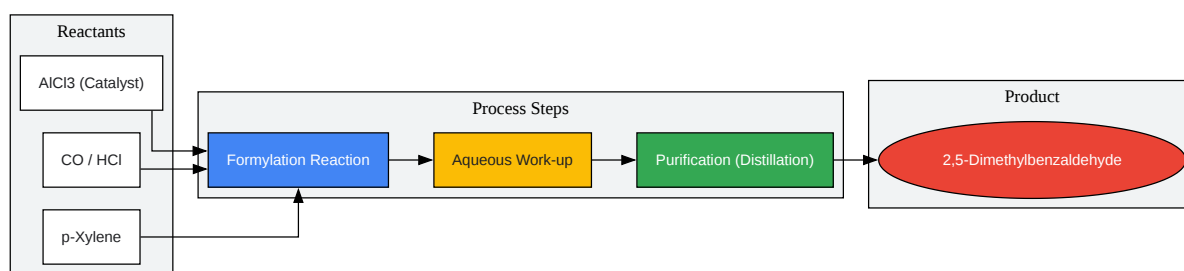 Reactants
AlCl3 (Catalyst)
CO / HCl
p-Xylene
Process Steps
Formylation Reaction
Aqueous Work-up
Purification (Distillation)
Product
2,5-Dimethylbenzaldehyde